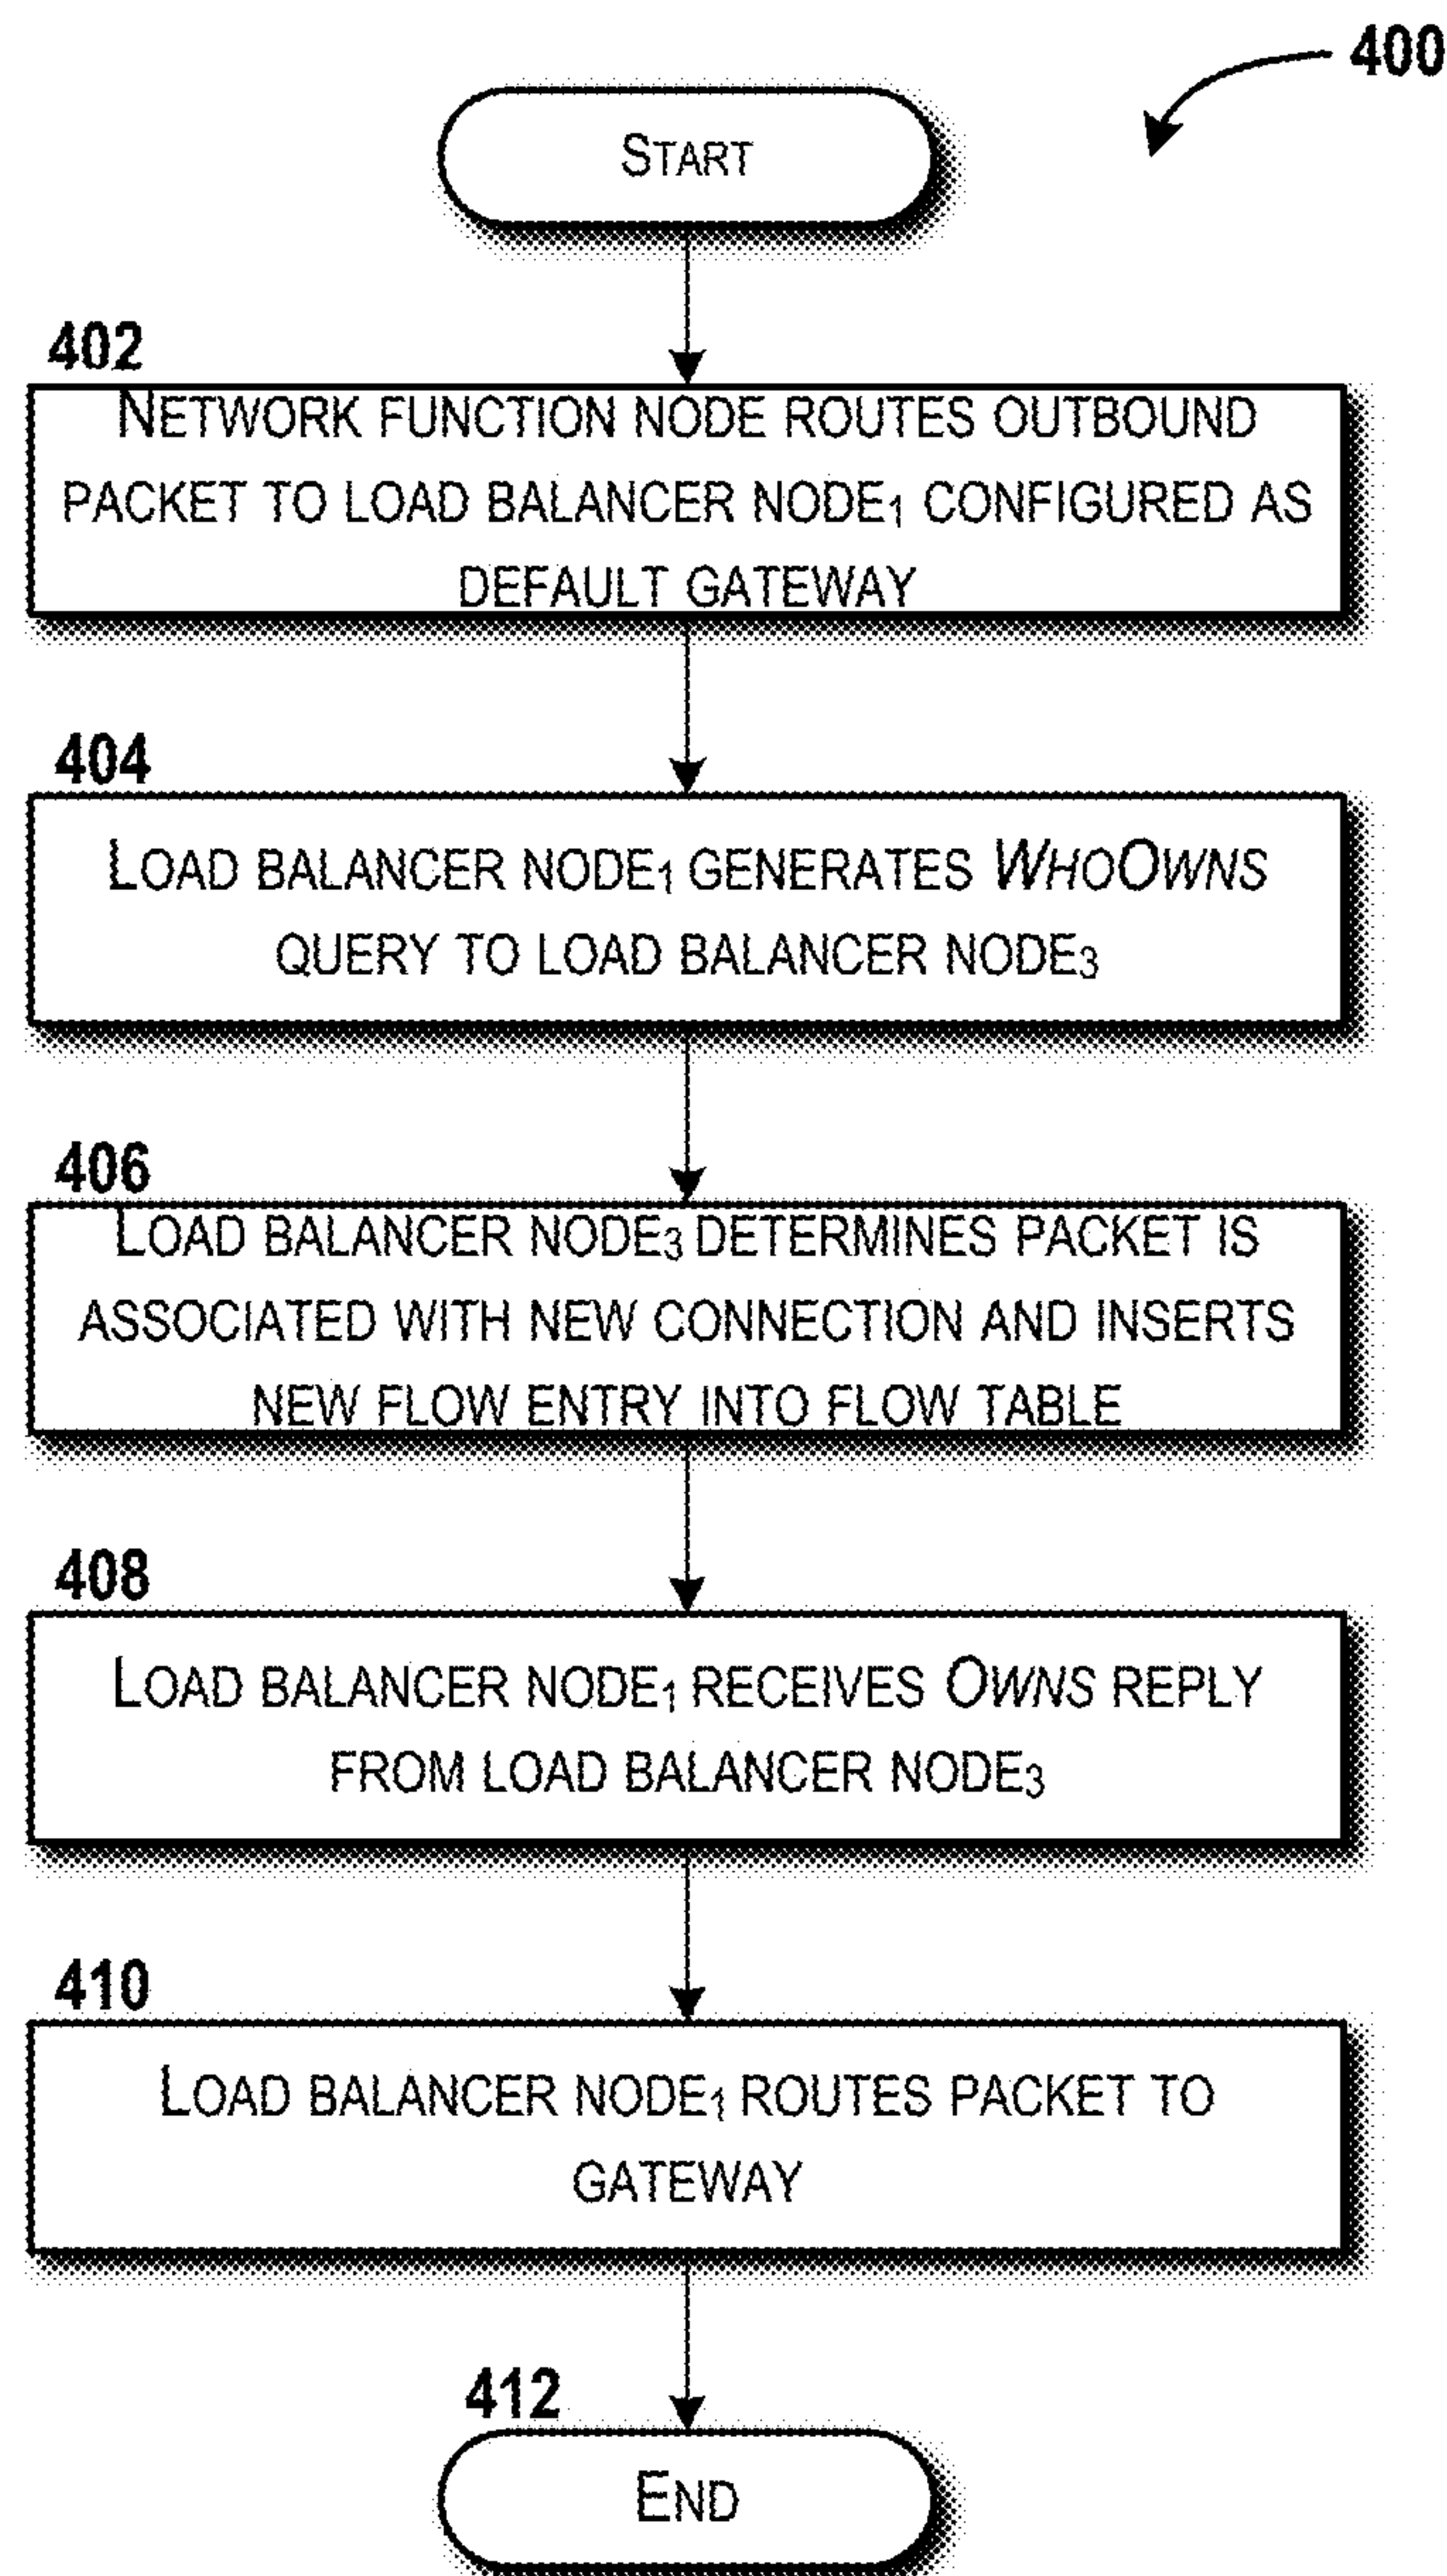 400
START
402
NETWORK FUNCTION NODE ROUTES OUTBOUND
PACKET TO LOAD BALANCER NODE₁ CONFIGURED AS
DEFAULT GATEWAY
404
LOAD BALANCER NODE₁ GENERATES WHOOWNS
QUERY TO LOAD BALANCER NODE₃
406
LOAD BALANCER NODE₃ DETERMINES PACKET IS
ASSOCIATED WITH NEW CONNECTION AND INSERTS
NEW FLOW ENTRY INTO FLOW TABLE
408
LOAD BALANCER NODE₁ RECEIVES OWNS REPLY
FROM LOAD BALANCER NODE₃
410
LOAD BALANCER NODE₁ ROUTES PACKET TO
GATEWAY
412
END